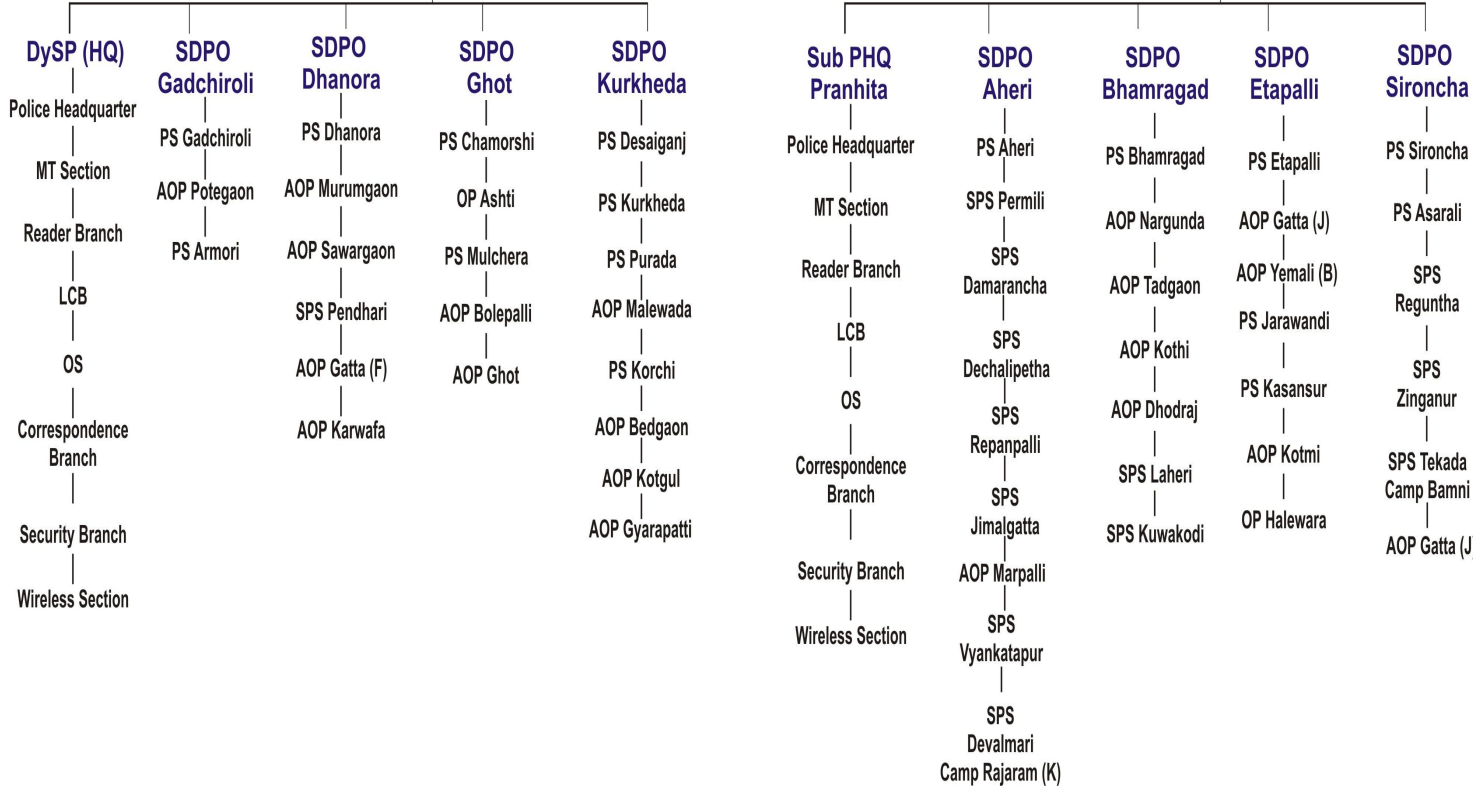 DySP (HQ)
Police Headquarter
MT Section
Reader Branch
LCB
OS
Correspondence
Branch
Security Branch
Wireless Section
SDPO
Gadchiroli
PS Gadchiroli
AOP Potegaon
PS Armori
SDPO
Dhanora
PS Dhanora
AOP Murumgaon
AOP Sawargaon
SPS Pendhari
AOP Gatta (F)
AOP Karwafa
SDPO
Ghot
PS Chamorshi
OP Ashti
PS Mulchera
AOP Bolepalli
AOP Ghot
SDPO
Kurkheda
PS Desaiganj
PS Kurkheda
PS Purada
AOP Malewada
PS Korchi
AOP Bedgaon
AOP Kotgul
AOP Gyarapatti
Sub PHQ
Pranhita
Police Headquarter
MT Section
Reader Branch
LCB
OS
Correspondence
Branch
Security Branch
Wireless Section
SDPO
Aheri
PS Aheri
SPS Permili
SPS
Damarancha
SPS
Dechalipetha
SPS
Repanpalli
SPS
Jimalgatta
AOP Marpalli
SPS
Vyankatapur
SPS
Devalmari
Camp Rajaram (K)
SDPO
Bhamragad
PS Bhamragad
AOP Nargunda
AOP Tadgaon
AOP Kothi
AOP Dhodraj
SPS Laheri
SPS Kuwakodi
SDPO
Etapalli
PS Etapalli
AOP Gatta (J)
AOP Yemali (B)
PS Jarawandi
PS Kasansur
AOP Kotmi
OP Halewara
SDPO
Sironcha
PS Sironcha
PS Asarali
SPS
Reguntha
SPS
Zinganur
SPS Tekada
Camp Bamni
AOP Gatta (J)